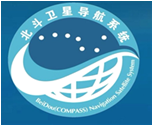 北斗卫星导航系统
BeiDou(COMPASS) Navigation Satellite System